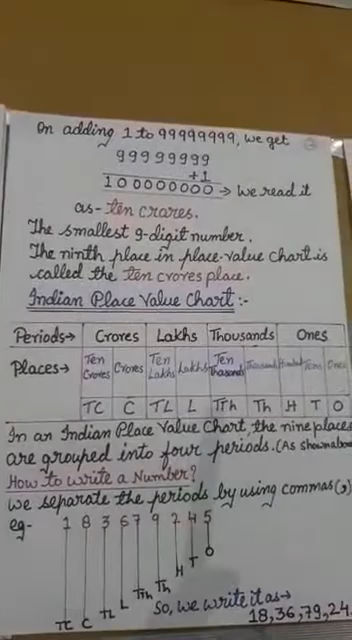 On adding 1 to 99999999, we get
99999999
+1
100000000 → we read it
as- ten crares.
The smallest 9-digit number.
The ninth place in place-value chart is
called the ten crores place.
Indian Place Value Chart :-
Periods→ Crores Lakhs Thousands Ones
Places→ Ten Crores Crores Ten Lakhs Lakhs Ten Thousands Thousands Hundred Tens Ones
TC C TL L TTh Th H T O
In an Indian Place Value Chart the nine places
are grouped into four periods. (As shown above
How to write a Number?
we separate the periods by using commas(,)
eg- 1 8 3 6 7 9 2 4 5
TC C TL L TTh Th H T O
So, we write it as→
18,36,79,24